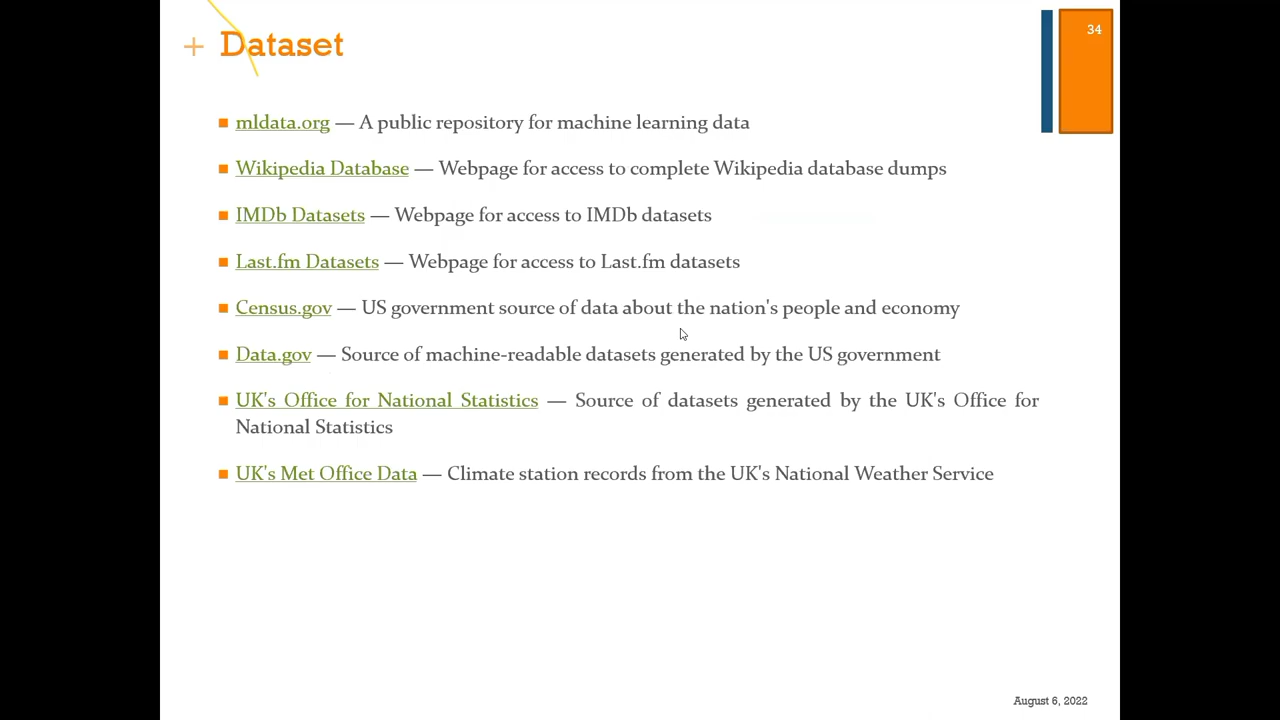 34
+ Dataset
mldata.org — A public repository for machine learning data
Wikipedia Database — Webpage for access to complete Wikipedia database dumps
IMDb Datasets — Webpage for access to IMDb datasets
Last.fm Datasets — Webpage for access to Last.fm datasets
Census.gov — US government source of data about the nation's people and economy
Data.gov — Source of machine-readable datasets generated by the US government
UK's Office for National Statistics — Source of datasets generated by the UK's Office for
National Statistics
UK's Met Office Data — Climate station records from the UK's National Weather Service
August 6, 2022